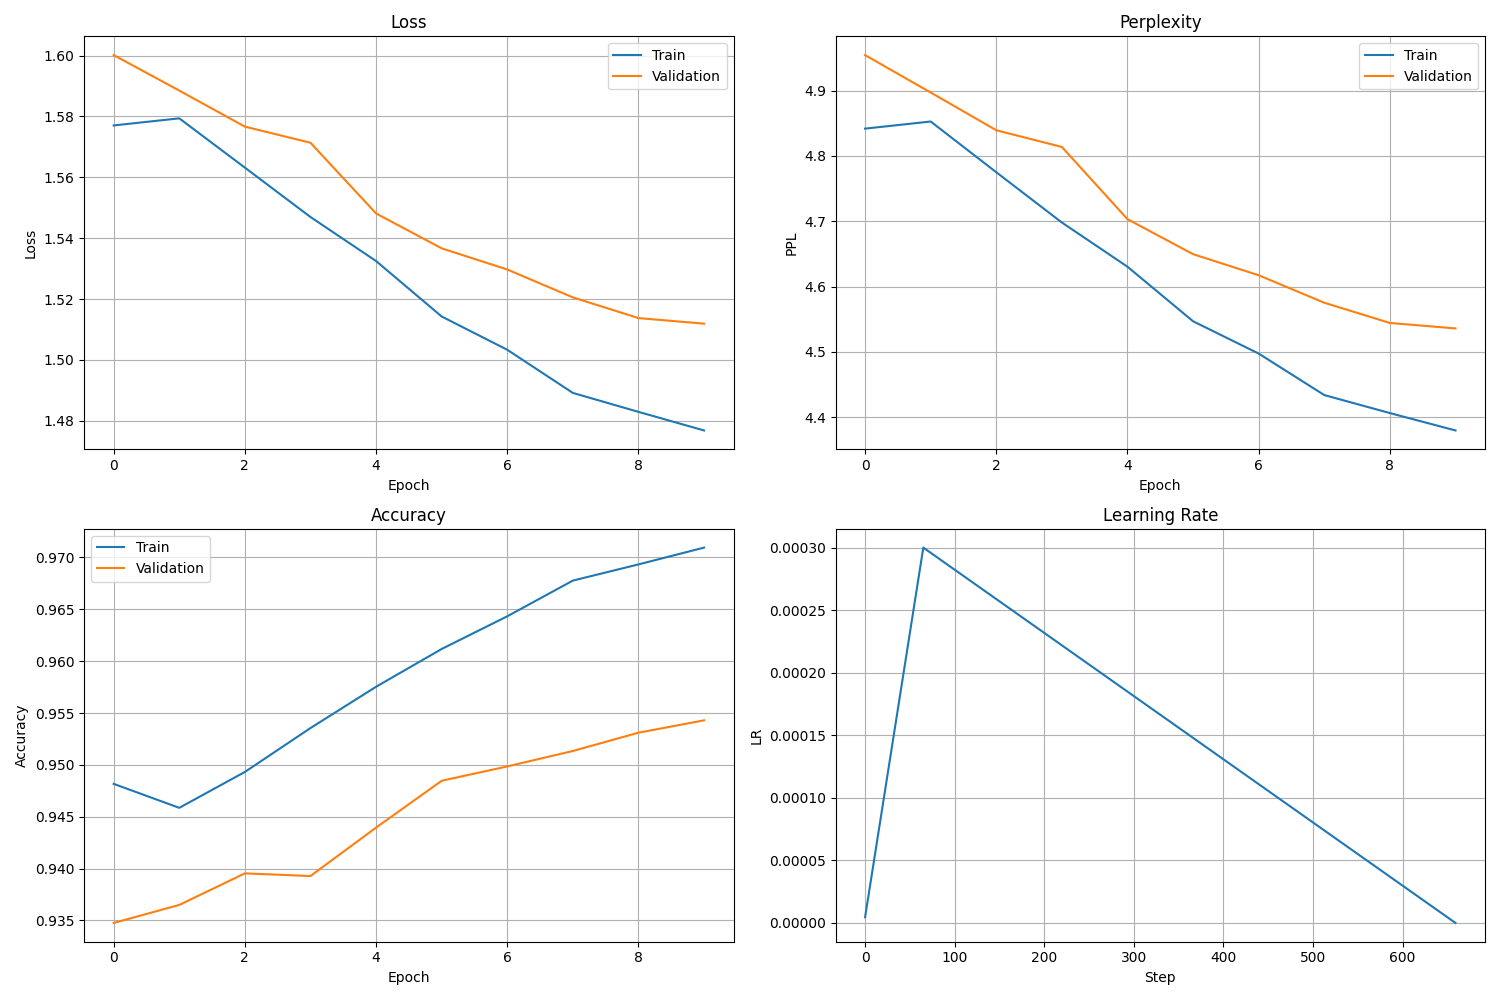 Loss
Train
Validation
1.60
1.58
1.56
1.54
1.52
1.50
1.48
Loss
0 2 4 6 8
Epoch
Perplexity
Train
Validation
4.9
4.8
4.7
4.6
4.5
4.4
PPL
0 2 4 6 8
Epoch
Accuracy
Train
Validation
0.970
0.965
0.960
0.955
0.950
0.945
0.940
0.935
Accuracy
0 2 4 6 8
Epoch
Learning Rate
0.00030
0.00025
0.00020
0.00015
0.00010
0.00005
0.00000
LR
0 100 200 300 400 500 600
Step